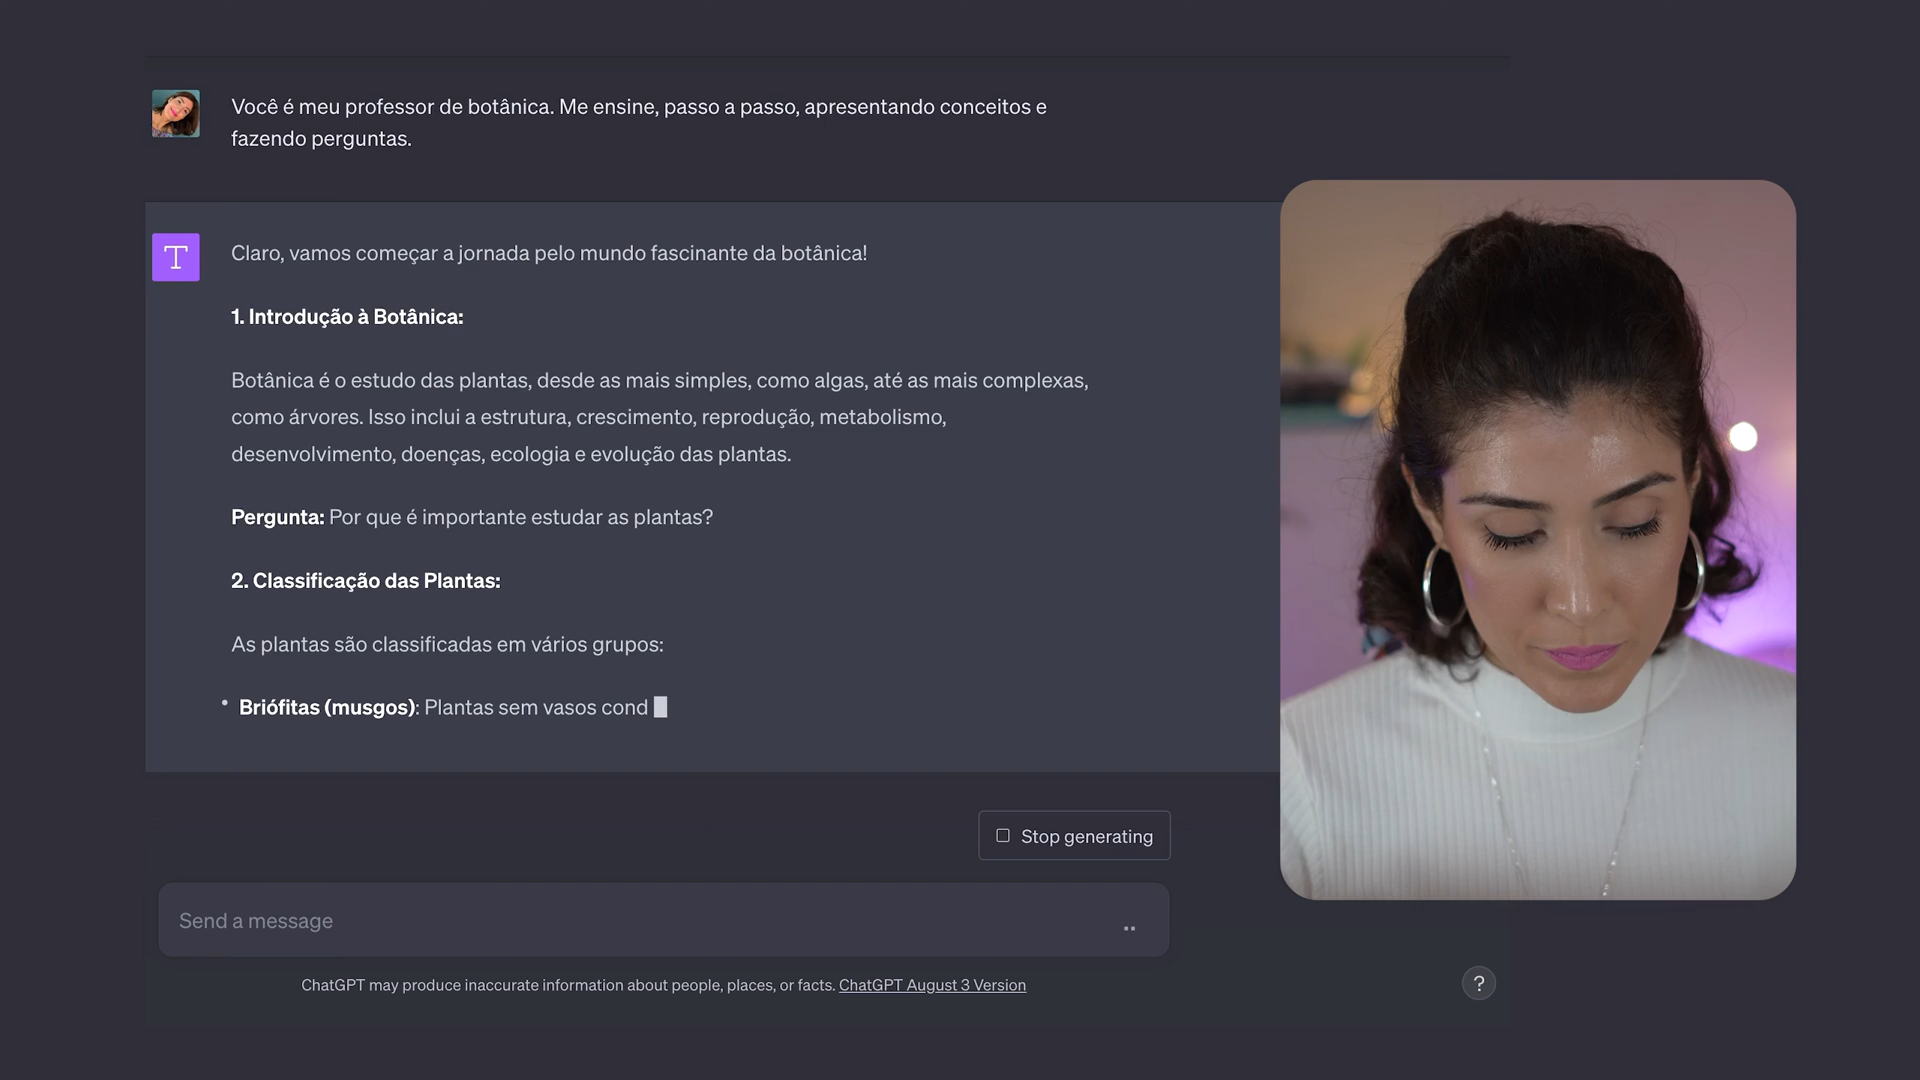 Você é meu professor de botânica. Me ensine, passo a passo, apresentando conceitos e
fazendo perguntas.
T
Claro, vamos começar a jornada pelo mundo fascinante da botânica!
1. Introdução à Botânica:
Botânica é o estudo das plantas, desde as mais simples, como algas, até as mais complexas,
como árvores. Isso inclui a estrutura, crescimento, reprodução, metabolismo,
desenvolvimento, doenças, ecologia e evolução das plantas.
Pergunta: Por que é importante estudar as plantas?
2. Classificação das Plantas:
As plantas são classificadas em vários grupos:
• Briófitas (musgos): Plantas sem vasos cond
Stop generating
Send a message
ChatGPT may produce inaccurate information about people, places, or facts. ChatGPT August 3 Version
?